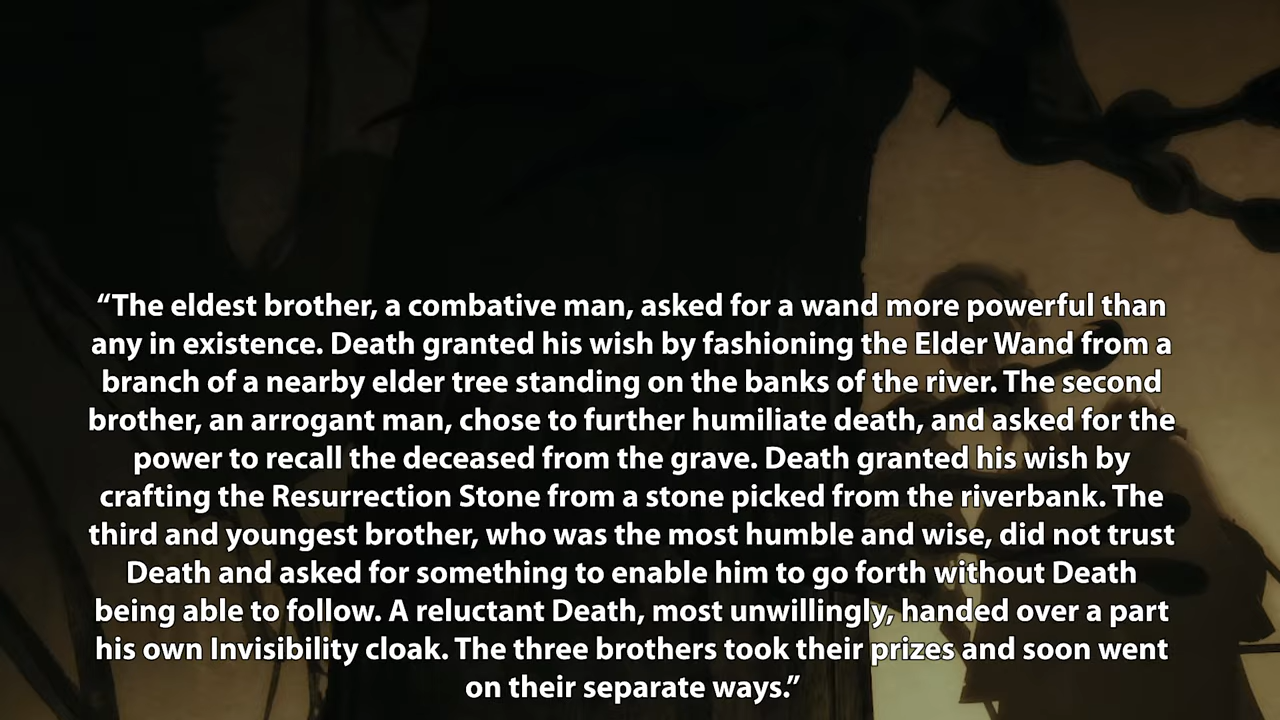 “The eldest brother, a combative man, asked for a wand more powerful than
any in existence. Death granted his wish by fashioning the Elder Wand from a
branch of a nearby elder tree standing on the banks of the river. The second
brother, an arrogant man, chose to further humiliate death, and asked for the
power to recall the deceased from the grave. Death granted his wish by
crafting the Resurrection Stone from a stone picked from the riverbank. The
third and youngest brother, who was the most humble and wise, did not trust
Death and asked for something to enable him to go forth without Death
being able to follow. A reluctant Death, most unwillingly, handed over a part
his own Invisibility cloak. The three brothers took their prizes and soon went
on their separate ways.”